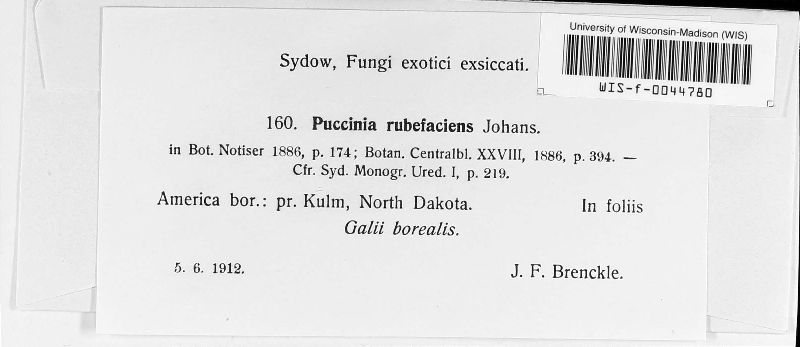 University of Wisconsin-Madison (WIS)
WIS-f-0044780
Sydow, Fungi exotici exsiccati.
160. Puccinia rubefaciens Johans.
in Bot. Notiser 1886, p. 174; Botan. Centralbl. XXVIII, 1886, p. 394. —
Cfr. Syd. Monogr. Ured. I, p. 219.
America bor.: pr. Kulm, North Dakota. In foliis
Galii borealis.
5. 6. 1912. J. F. Brenckle.